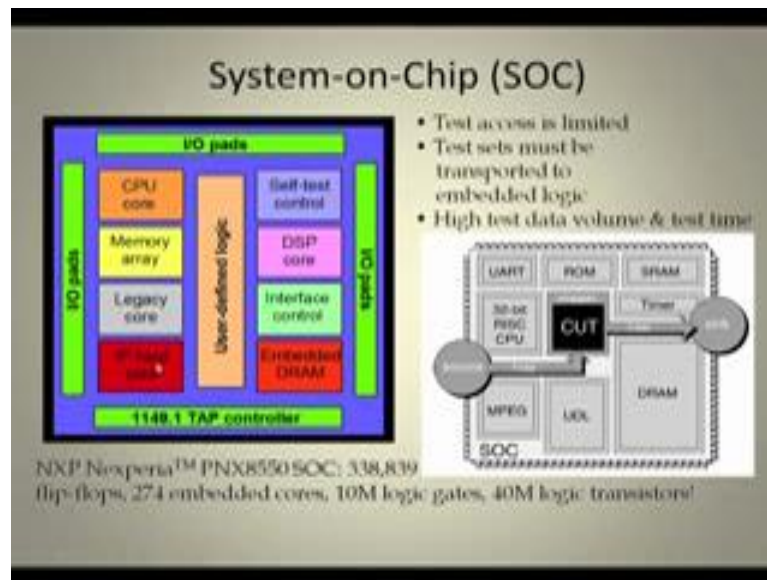 System-on-Chip (SOC)
• Test access is limited
• Test sets must be
transported to
embedded logic
• High test data volume & test time
I/O pads
I/O pads
CPU
core
Memory
array
Legacy
core
User-defined logic
Self-test
control
DSP
core
Interface
control
Embedded
DRAM
I/O pads
1149.1 TAP controller
UART
ROM
SRAM
32-bit
RISC
CPU
CUT
Timer
MPEG
UDL
DRAM
SOC
NXP Nexperia™ PNX8550 SOC: 338,839
flip-flops, 274 embedded cores, 10M logic gates, 40M logic transistors!